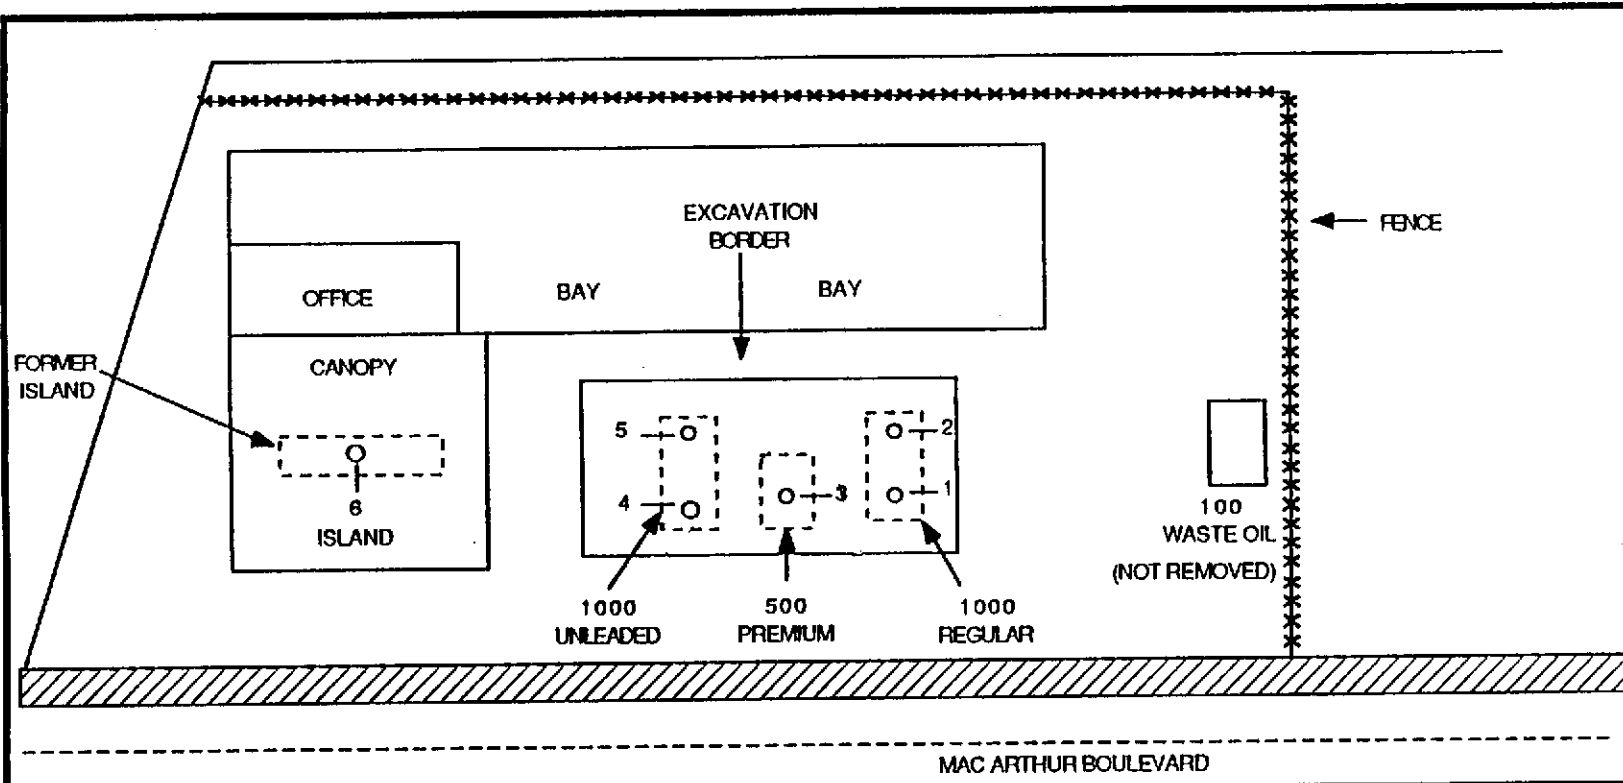 EXCAVATION
BORDER
FENCE
OFFICE
BAY
BAY
FORMER
ISLAND
CANOPY
5
2
4
3
1
6
ISLAND
100
WASTE OIL
(NOT REMOVED)
1000
UNLEADED
500
PREMIUM
1000
REGULAR
MAC ARTHUR BOULEVARD